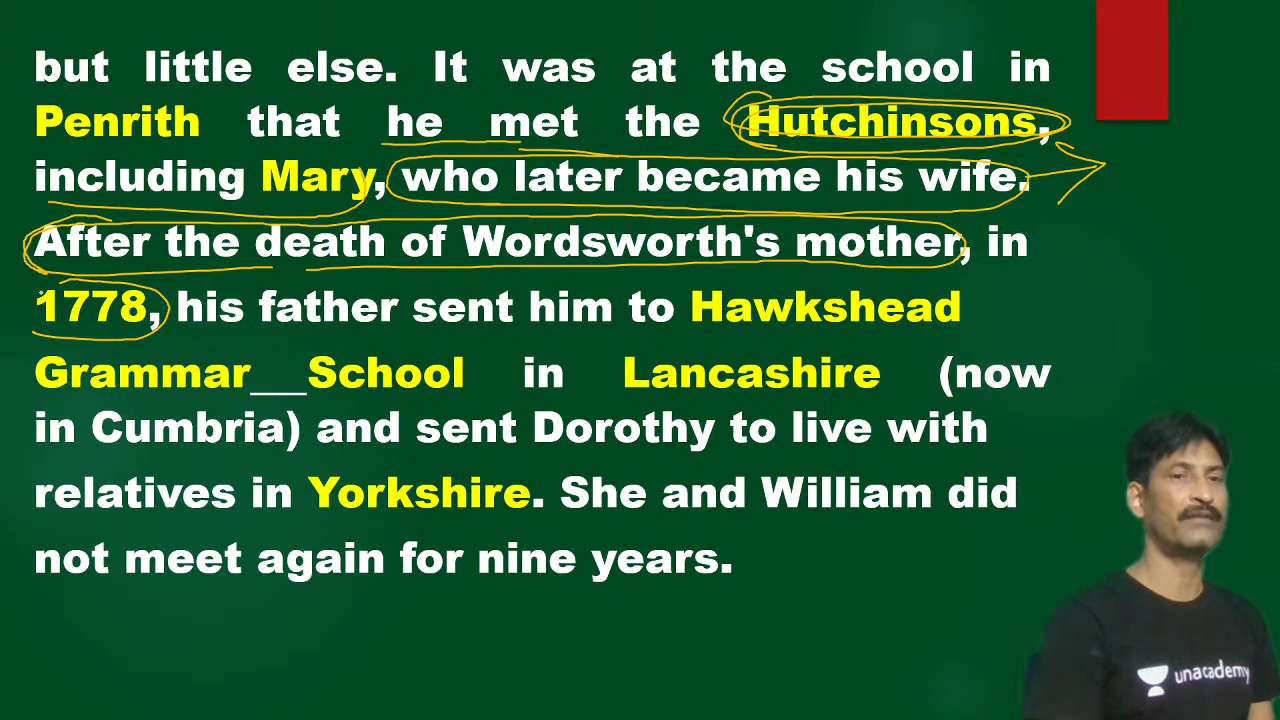 but little else. It was at the school in
Penrith that he met the Hutchinsons,
including Mary, who later became his wife.
After the death of Wordsworth's mother, in
1778, his father sent him to Hawkshead
Grammar__School in Lancashire (now
in Cumbria) and sent Dorothy to live with
relatives in Yorkshire. She and William did
not meet again for nine years.
unacademy